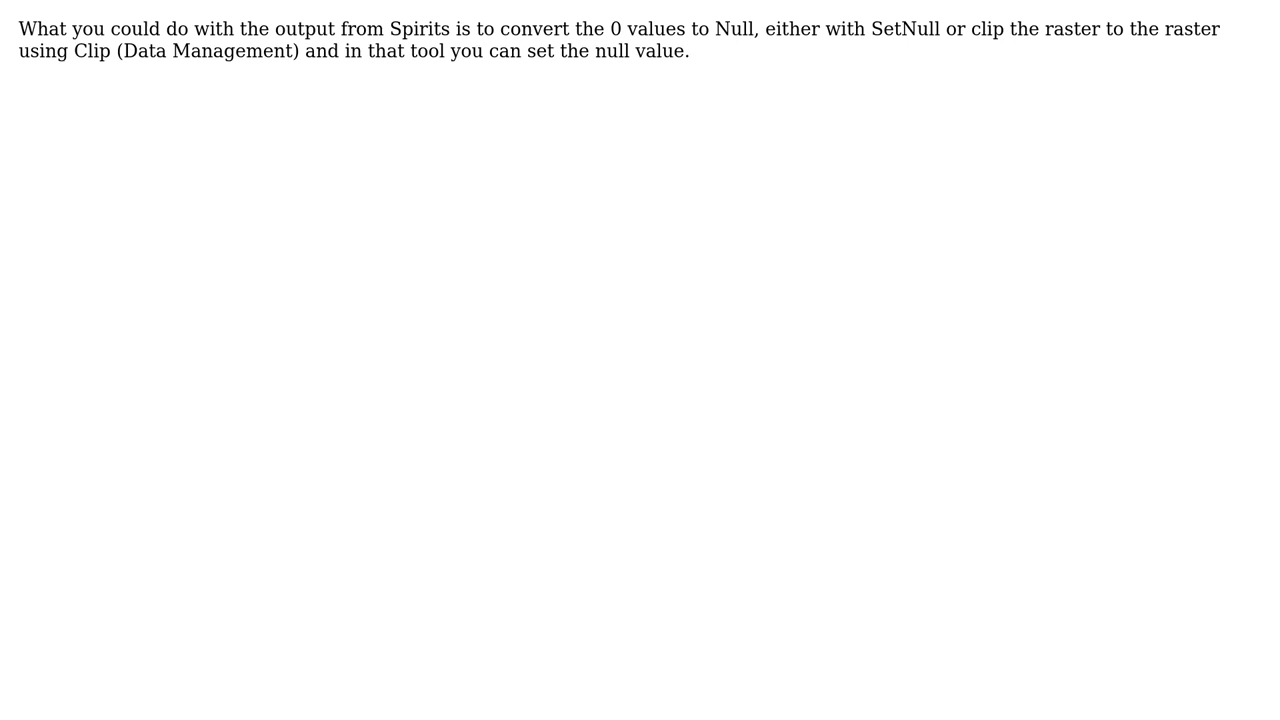 What you could do with the output from Spirits is to convert the 0 values to Null, either with SetNull or clip the raster to the raster
using Clip (Data Management) and in that tool you can set the null value.